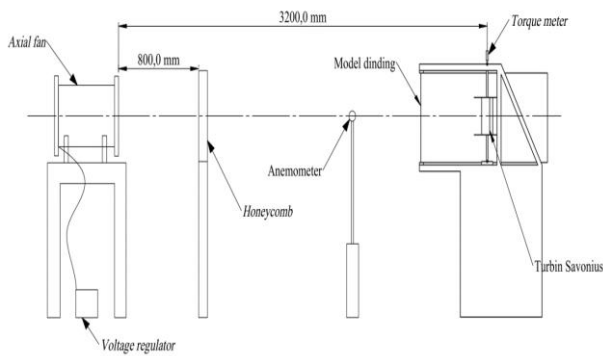 3200,0 mm
Torque meter
Axial fan
800,0 mm
Model dinding
Anemometer
Honeycomb
Turbin Savonius
Voltage regulator